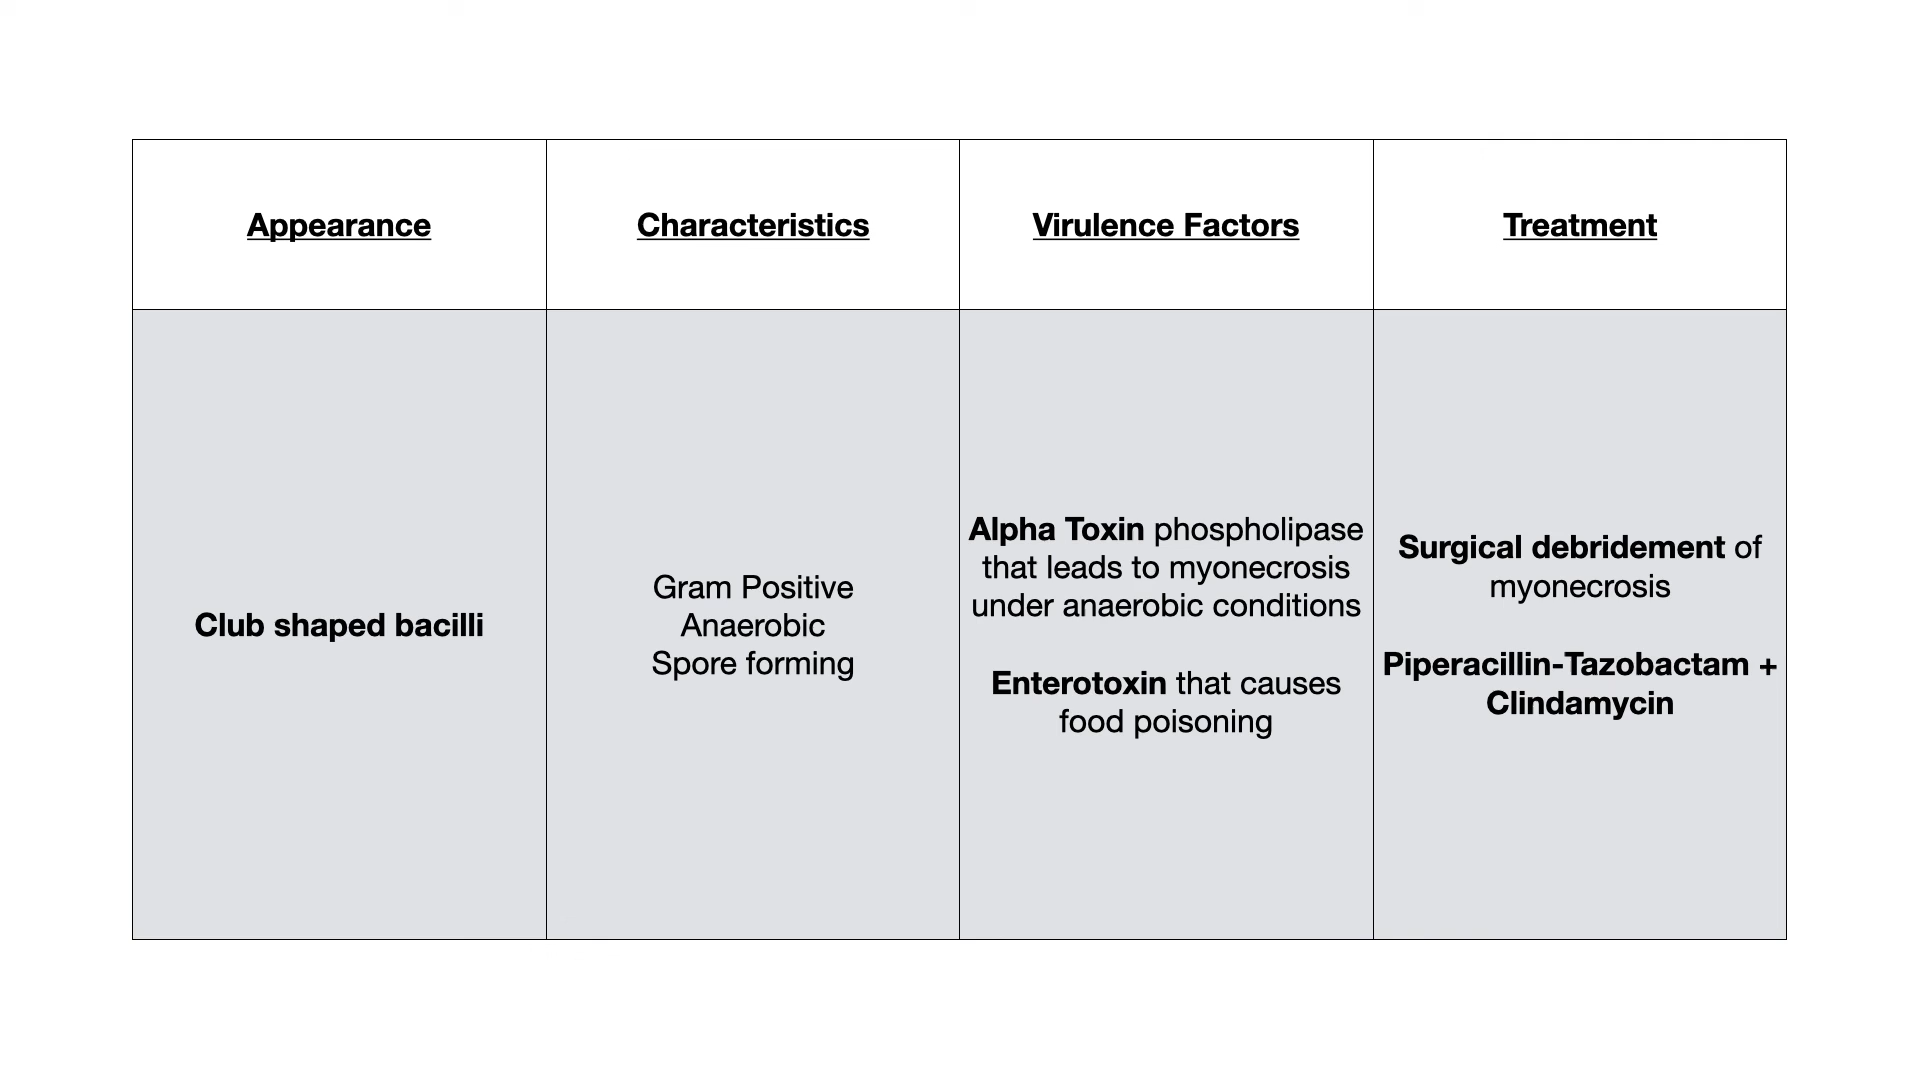 Appearance
Characteristics
Virulence Factors
Treatment
Club shaped bacilli
Gram Positive
Anaerobic
Spore forming
Alpha Toxin phospholipase
that leads to myonecrosis
under anaerobic conditions
Enterotoxin that causes
food poisoning
Surgical debridement of
myonecrosis
Piperacillin-Tazobactam +
Clindamycin